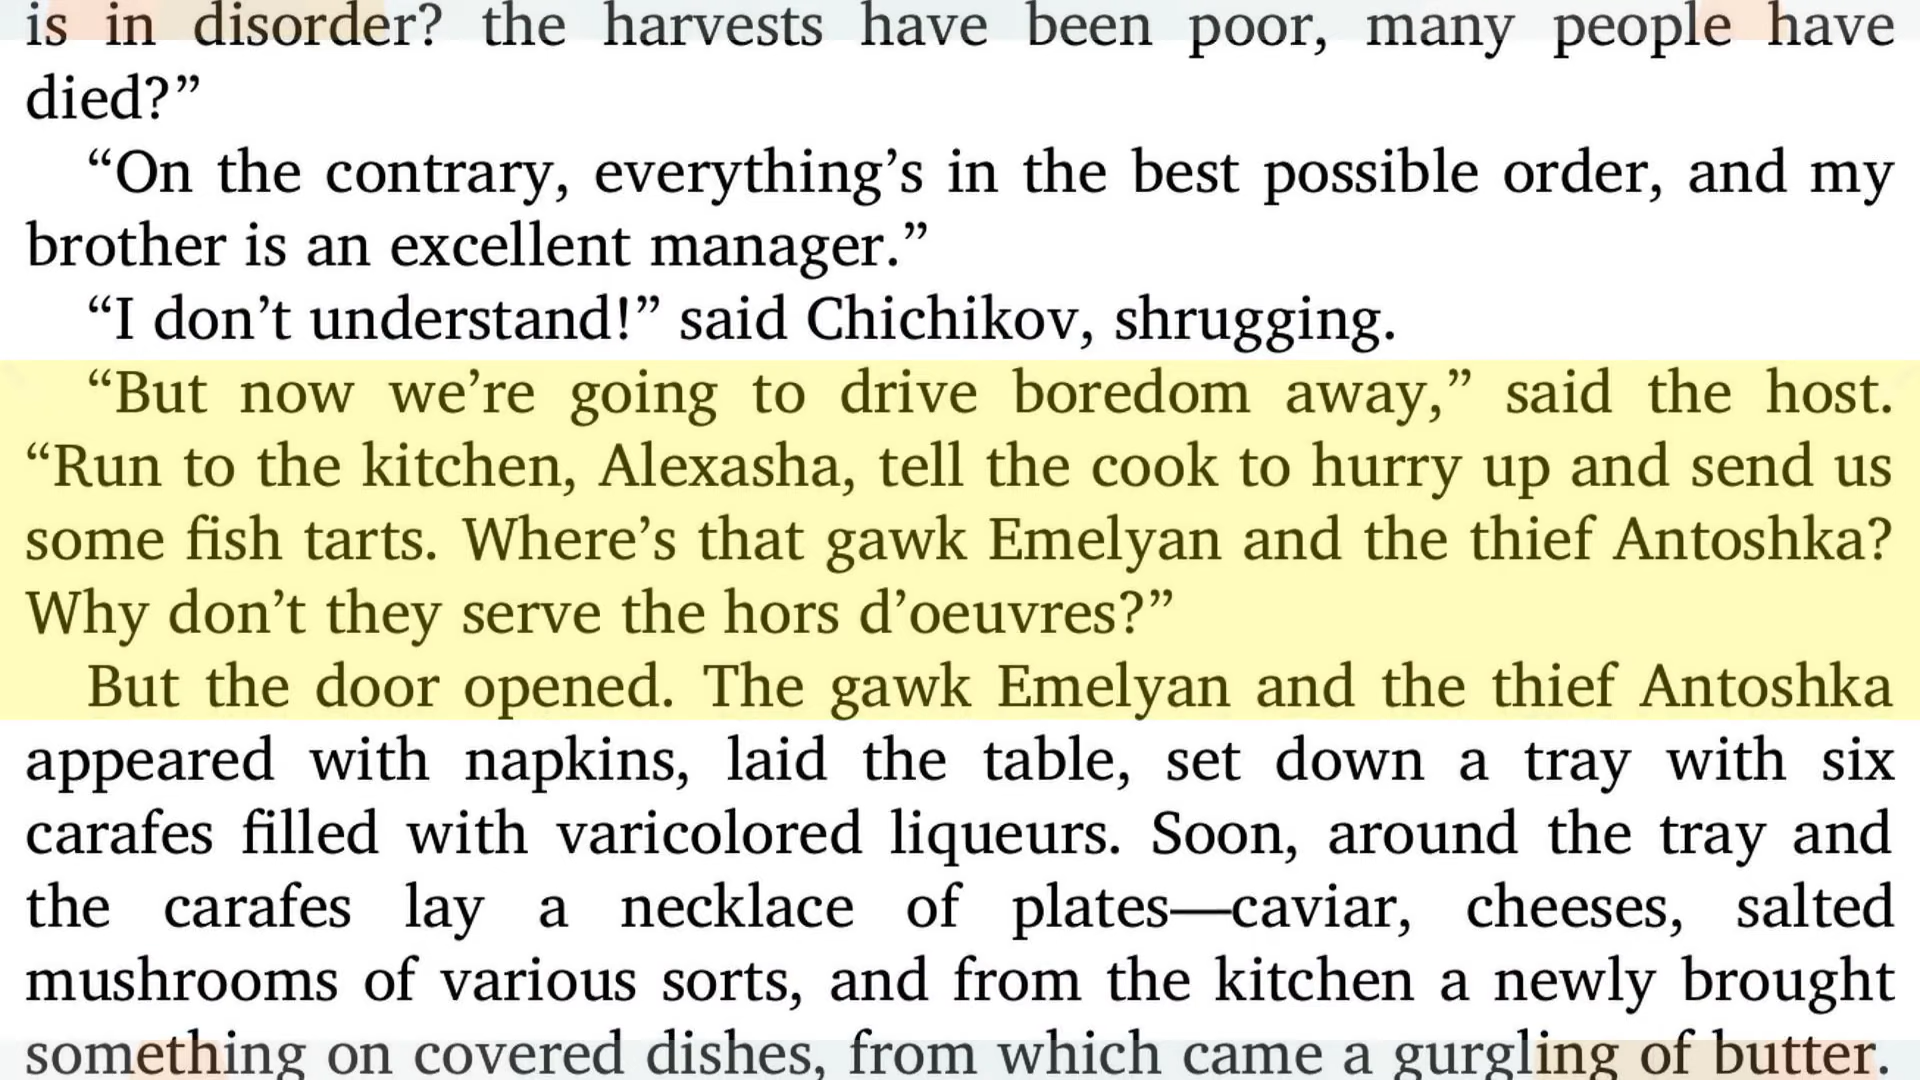 is in disorder? the harvests have been poor, many people have
died?”
“On the contrary, everything’s in the best possible order, and my
brother is an excellent manager.”
“I don’t understand!” said Chichikov, shrugging.
“But now we’re going to drive boredom away,” said the host.
“Run to the kitchen, Alexasha, tell the cook to hurry up and send us
some fish tarts. Where’s that gawk Emelyan and the thief Antoshka?
Why don’t they serve the hors d’oeuvres?”
But the door opened. The gawk Emelyan and the thief Antoshka
appeared with napkins, laid the table, set down a tray with six
carafes filled with varicolored liqueurs. Soon, around the tray and
the carafes lay a necklace of plates—caviar, cheeses, salted
mushrooms of various sorts, and from the kitchen a newly brought
something on covered dishes, from which came a gurgling of butter.